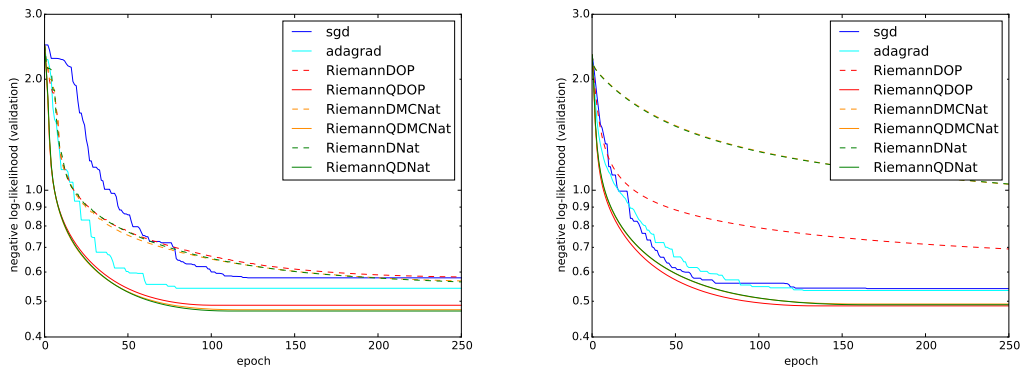 3.0
2.0
1.0
0.9
0.8
0.7
0.6
0.5
0.4
negative log-likelihood (validation)
0
50
100
150
200
250
epoch
sgd
adagrad
RiemannDOP
RiemannQDOP
RiemannDMCNat
RiemannQDMCNat
RiemannDNat
RiemannQDNat
3.0
2.0
1.0
0.9
0.8
0.7
0.6
0.5
0.4
negative log-likelihood (validation)
0
50
100
150
200
250
epoch
sgd
adagrad
RiemannDOP
RiemannQDOP
RiemannDMCNat
RiemannQDMCNat
RiemannDNat
RiemannQDNat